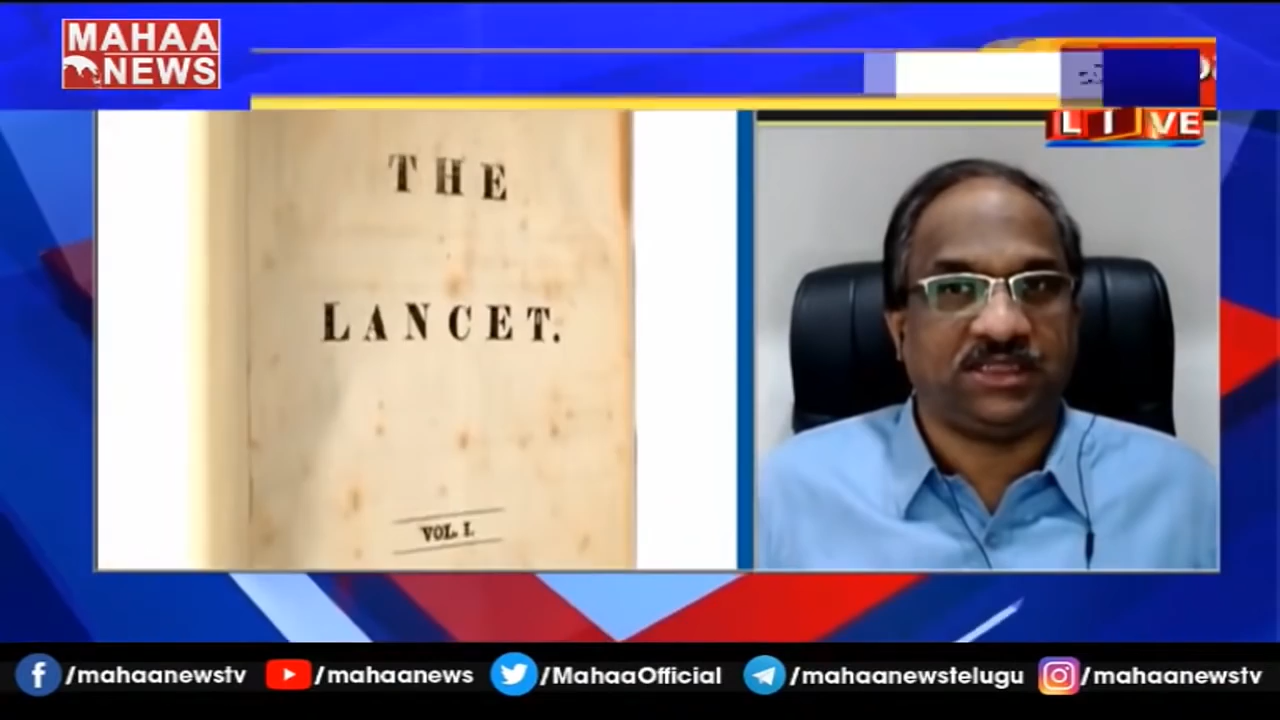 MAHAA
NEWS
LIVE
THE
LANCET.
VOL. I.
/mahaanewstv
/mahaanews
/MahaaOfficial
/mahaanewstelugu
/mahaanewstv